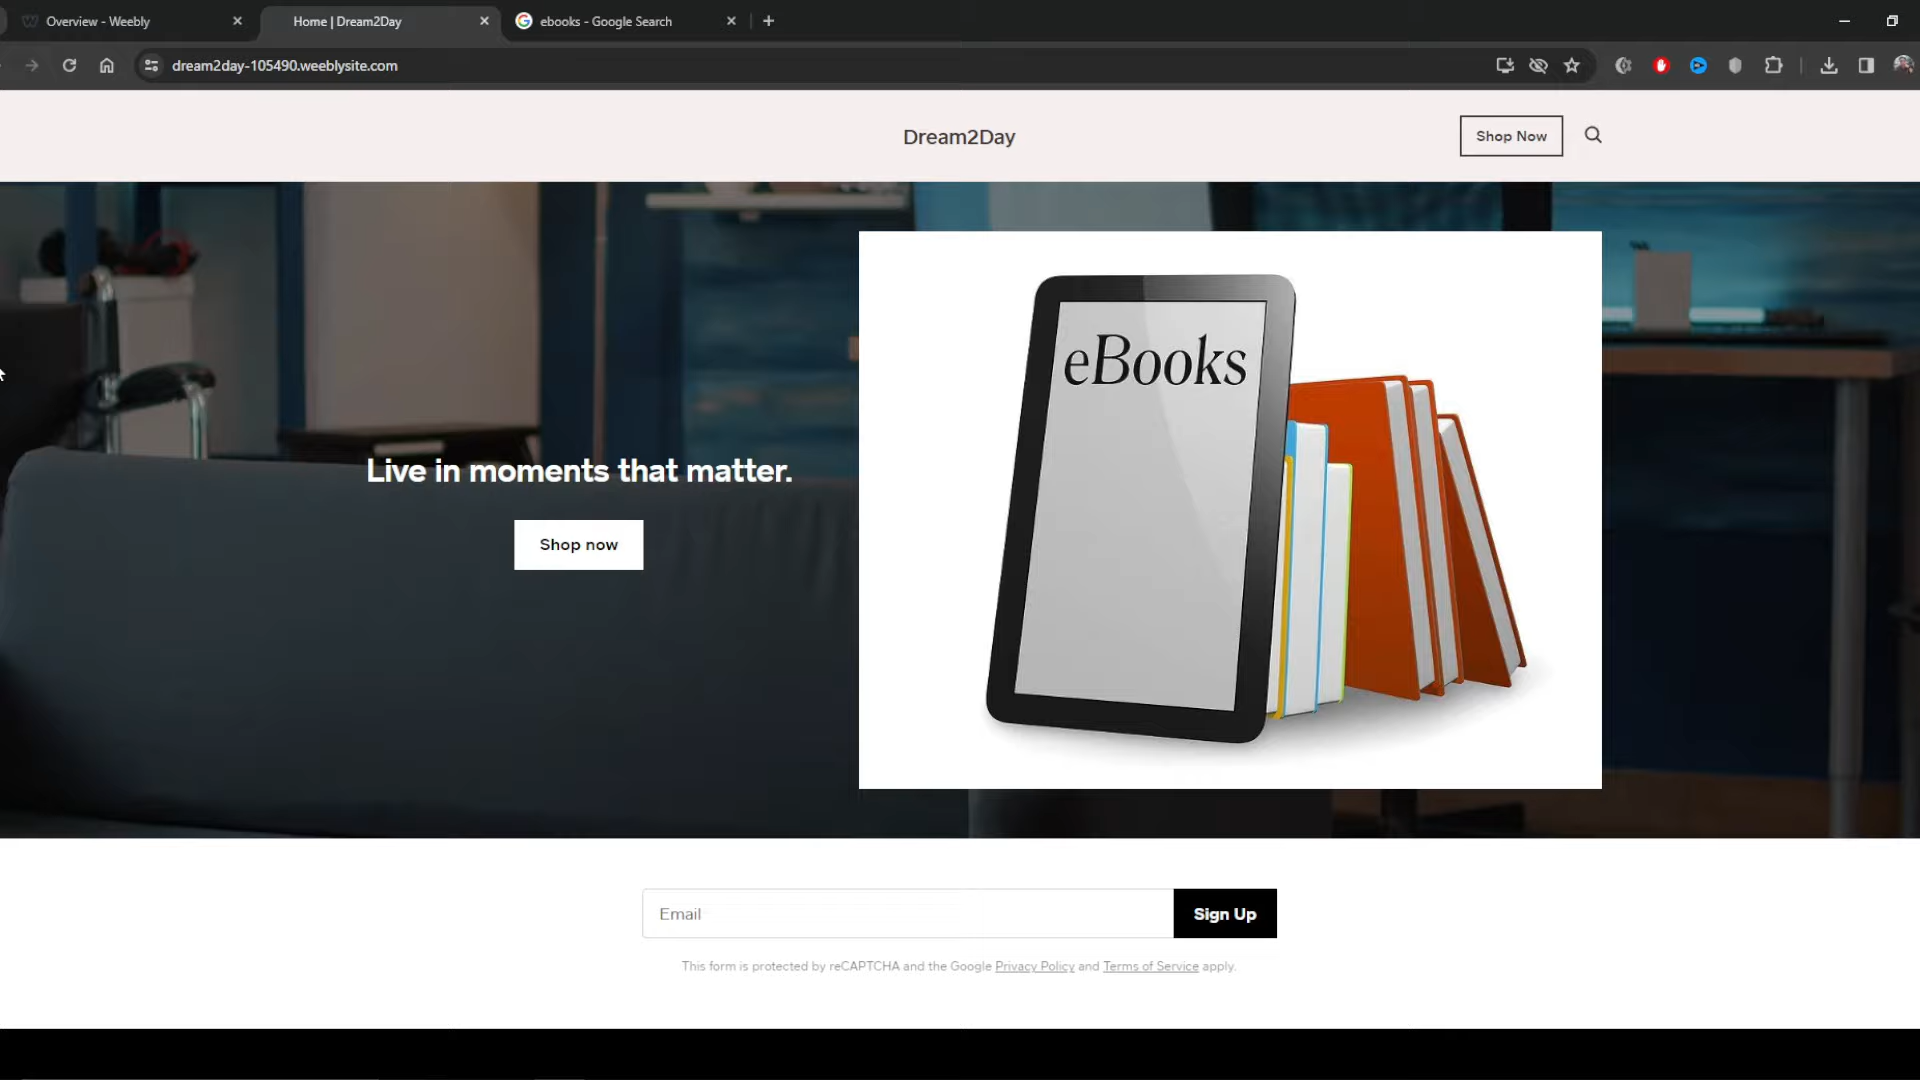 Overview - Weebly
Home | Dream2Day
ebooks - Google Search
dream2day-105490.weeblysite.com
Dream2Day
Shop Now
eBooks
Live in moments that matter.
Shop now
Email
Sign Up
This form is protected by reCAPTCHA and the Google Privacy Policy and Terms of Service apply.